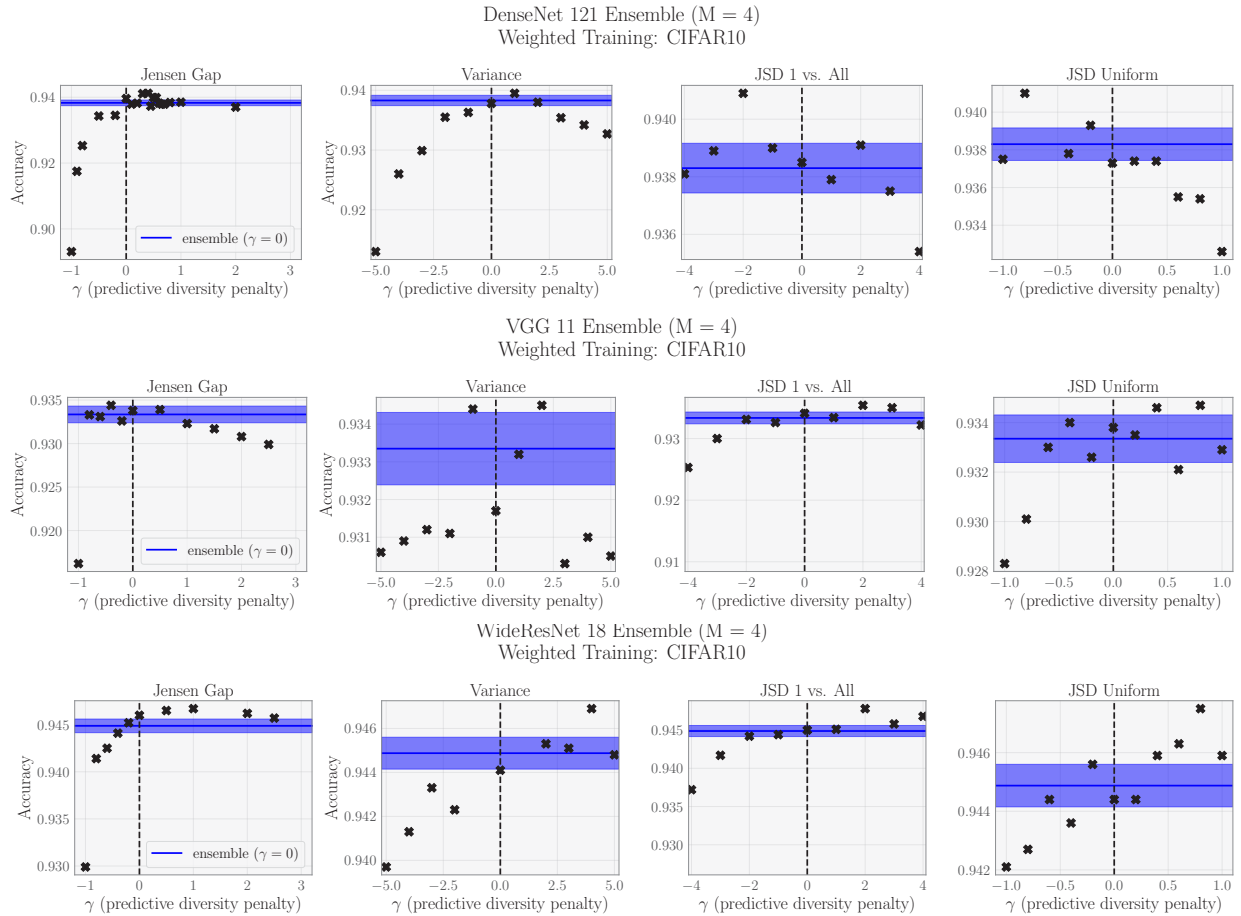 DenseNet 121 Ensemble (M = 4)
Weighted Training: CIFAR10
Jensen Gap
Variance
JSD 1 vs. All
JSD Uniform
Accuracy
0.94
0.92
0.90
ensemble (γ = 0)
−1 0 1 2 3
γ (predictive diversity penalty)
0.94
0.93
0.92
−5.0 −2.5 0.0 2.5 5.0
γ (predictive diversity penalty)
0.940
0.938
0.936
−4 −2 0 2 4
γ (predictive diversity penalty)
0.940
0.938
0.936
0.934
−1.0 −0.5 0.0 0.5 1.0
γ (predictive diversity penalty)
VGG 11 Ensemble (M = 4)
Weighted Training: CIFAR10
Jensen Gap
Variance
JSD 1 vs. All
JSD Uniform
Accuracy
0.935
0.930
0.925
0.920
ensemble (γ = 0)
−1 0 1 2 3
γ (predictive diversity penalty)
Accuracy
0.934
0.933
0.932
0.931
−5.0 −2.5 0.0 2.5 5.0
γ (predictive diversity penalty)
0.93
0.92
0.91
−4 −2 0 2 4
γ (predictive diversity penalty)
0.934
0.932
0.930
0.928
−1.0 −0.5 0.0 0.5 1.0
γ (predictive diversity penalty)
WideResNet 18 Ensemble (M = 4)
Weighted Training: CIFAR10
Jensen Gap
Variance
JSD 1 vs. All
JSD Uniform
Accuracy
0.945
0.940
0.935
0.930
ensemble (γ = 0)
−1 0 1 2 3
γ (predictive diversity penalty)
Accuracy
0.946
0.944
0.942
0.940
−5.0 −2.5 0.0 2.5 5.0
γ (predictive diversity penalty)
0.945
0.940
0.935
0.930
−4 −2 0 2 4
γ (predictive diversity penalty)
0.946
0.944
0.942
−1.0 −0.5 0.0 0.5 1.0
γ (predictive diversity penalty)